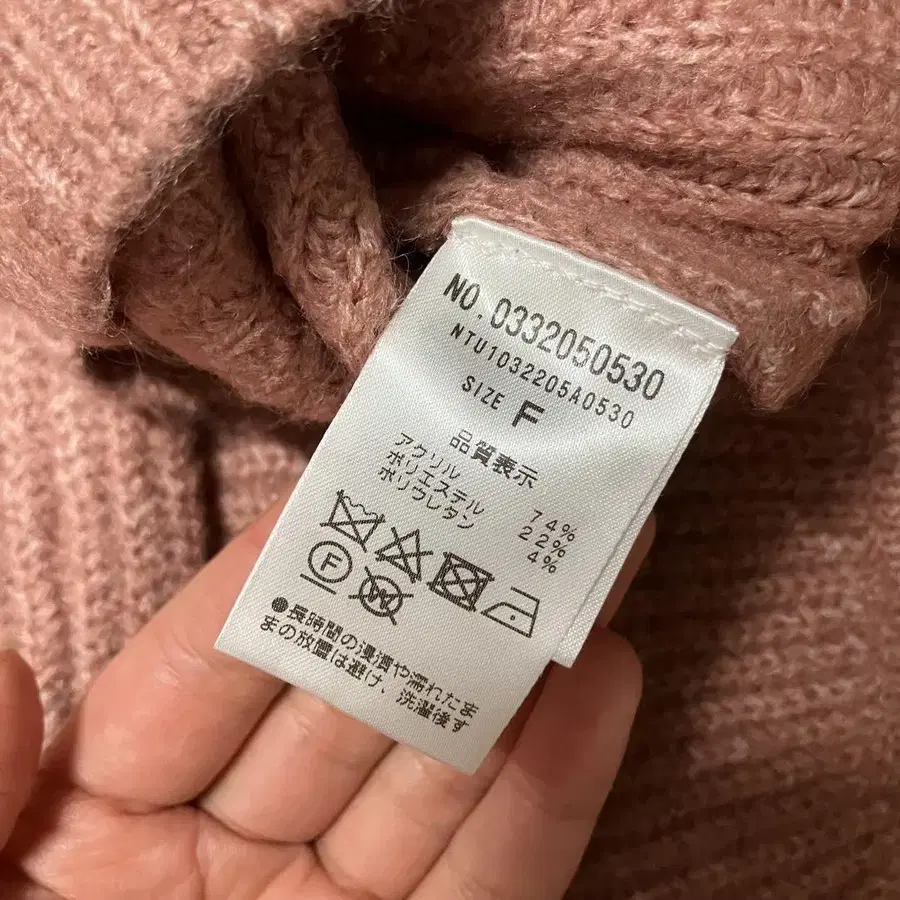 NO. 0332050530
NTU1032205A0530
SIZE F
品質表示
アクリル 74%
ポリエステル 22%
ポリウレタン 4%
F
W
●長時間の浸漬や濡れたま
まの放置は避け、洗濯後す